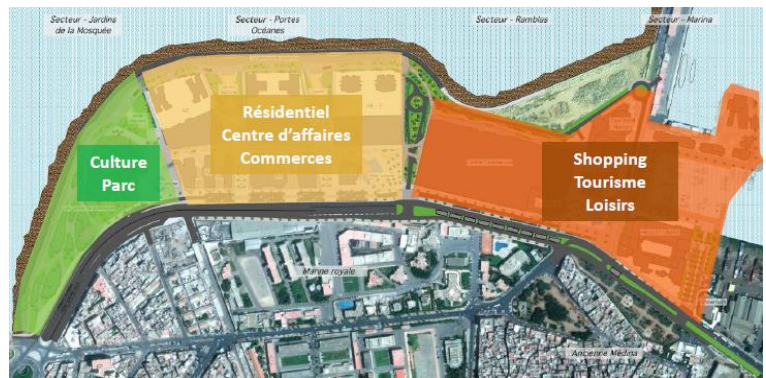 Secteur - Jardins
de la Mosquée
Secteur - Portes
Océanes
Secteur - Ramblas
Secteur - Marina
Résidentiel
Centre d'affaires
Commerces
Culture
Parc
Shopping
Tourisme
Loisirs
Marine royale
Ancienne Médina